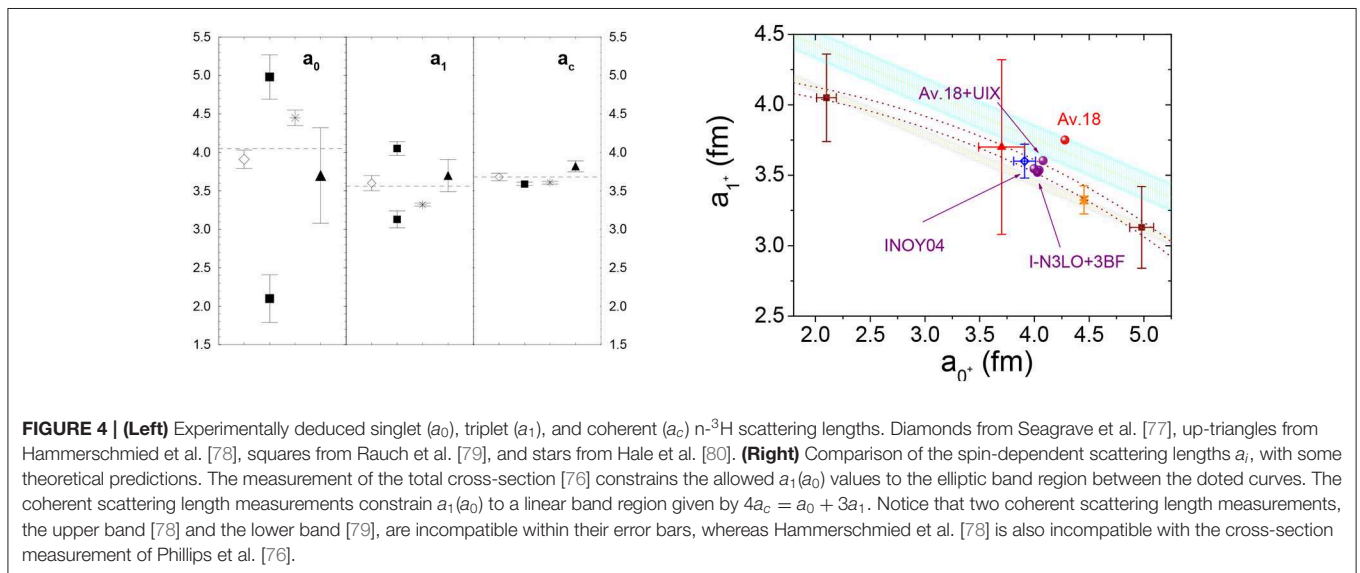 5.5
5.0
4.5
4.0
3.5
3.0
2.5
2.0
1.5
a0
a1
ac
5.5
5.0
4.5
4.0
3.5
3.0
2.5
2.0
1.5
4.5
4.0
3.5
3.0
2.5
a1+ (fm)
Av.18+UIX
Av.18
INOY04
I-N3LO+3BF
2.0 2.5 3.0 3.5 4.0 4.5 5.0
a0+ (fm)
FIGURE 4 | (Left) Experimentally deduced singlet (a0), triplet (a1), and coherent (ac) n-³H scattering lengths. Diamonds from Seagrave et al. [77], up-triangles from
Hammerschmied et al. [78], squares from Rauch et al. [79], and stars from Hale et al. [80]. (Right) Comparison of the spin-dependent scattering lengths ai, with some
theoretical predictions. The measurement of the total cross-section [76] constrains the allowed a1(a0) values to the elliptic band region between the doted curves. The
coherent scattering length measurements constrain a1(a0) to a linear band region given by 4ac = a0 + 3a1. Notice that two coherent scattering length measurements,
the upper band [78] and the lower band [79], are incompatible within their error bars, whereas Hammerschmied et al. [78] is also incompatible with the cross-section
measurement of Phillips et al. [76].